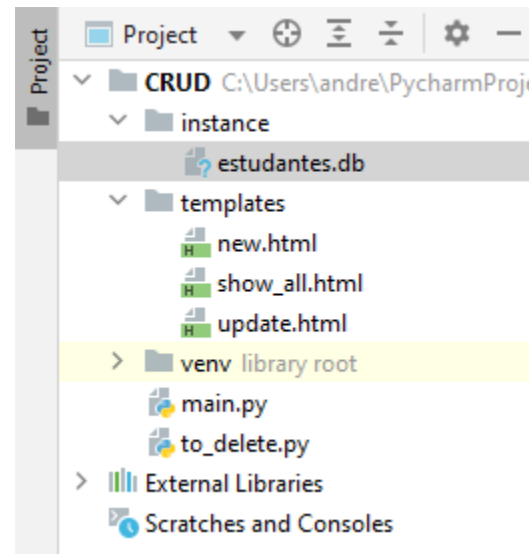 Project
Project
CRUD C:\Users\andre\PycharmProj
instance
estudantes.db
templates
new.html
show_all.html
update.html
venv library root
main.py
to_delete.py
External Libraries
Scratches and Consoles